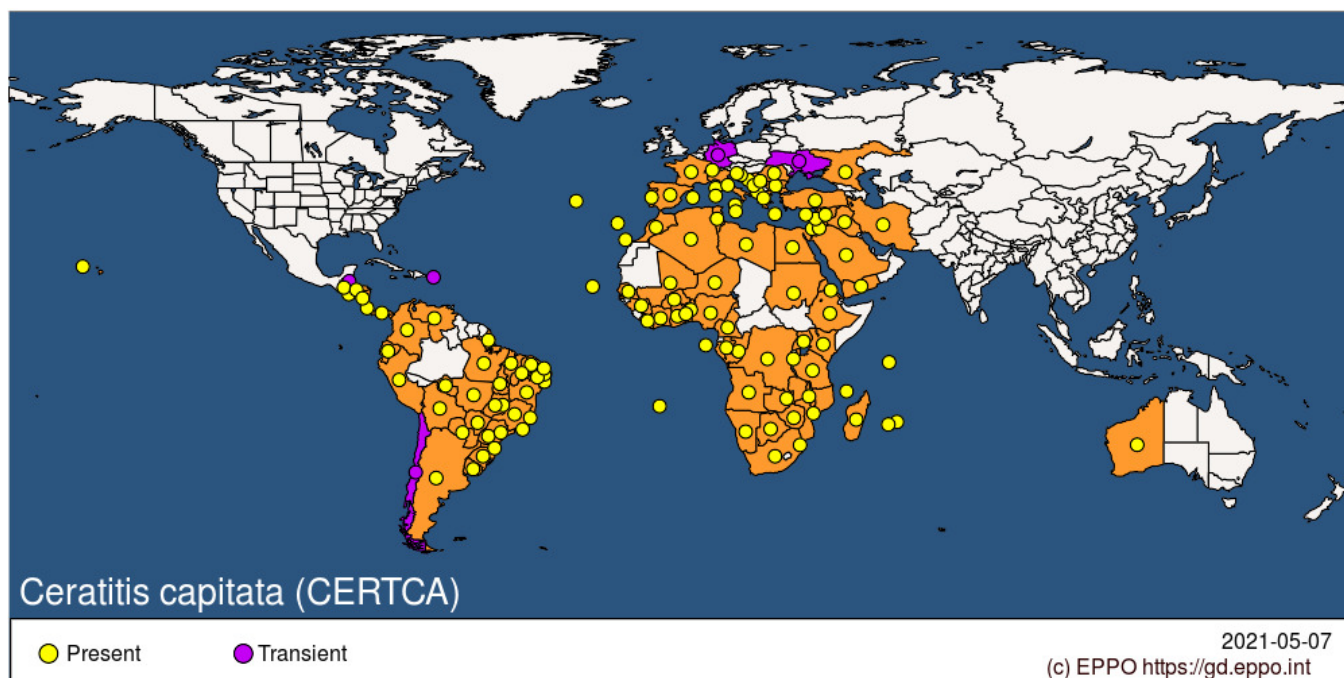 Ceratitis capitata (CERTCA)
Present
Transient
2021-05-07
(c) EPPO https://gd.eppo.int